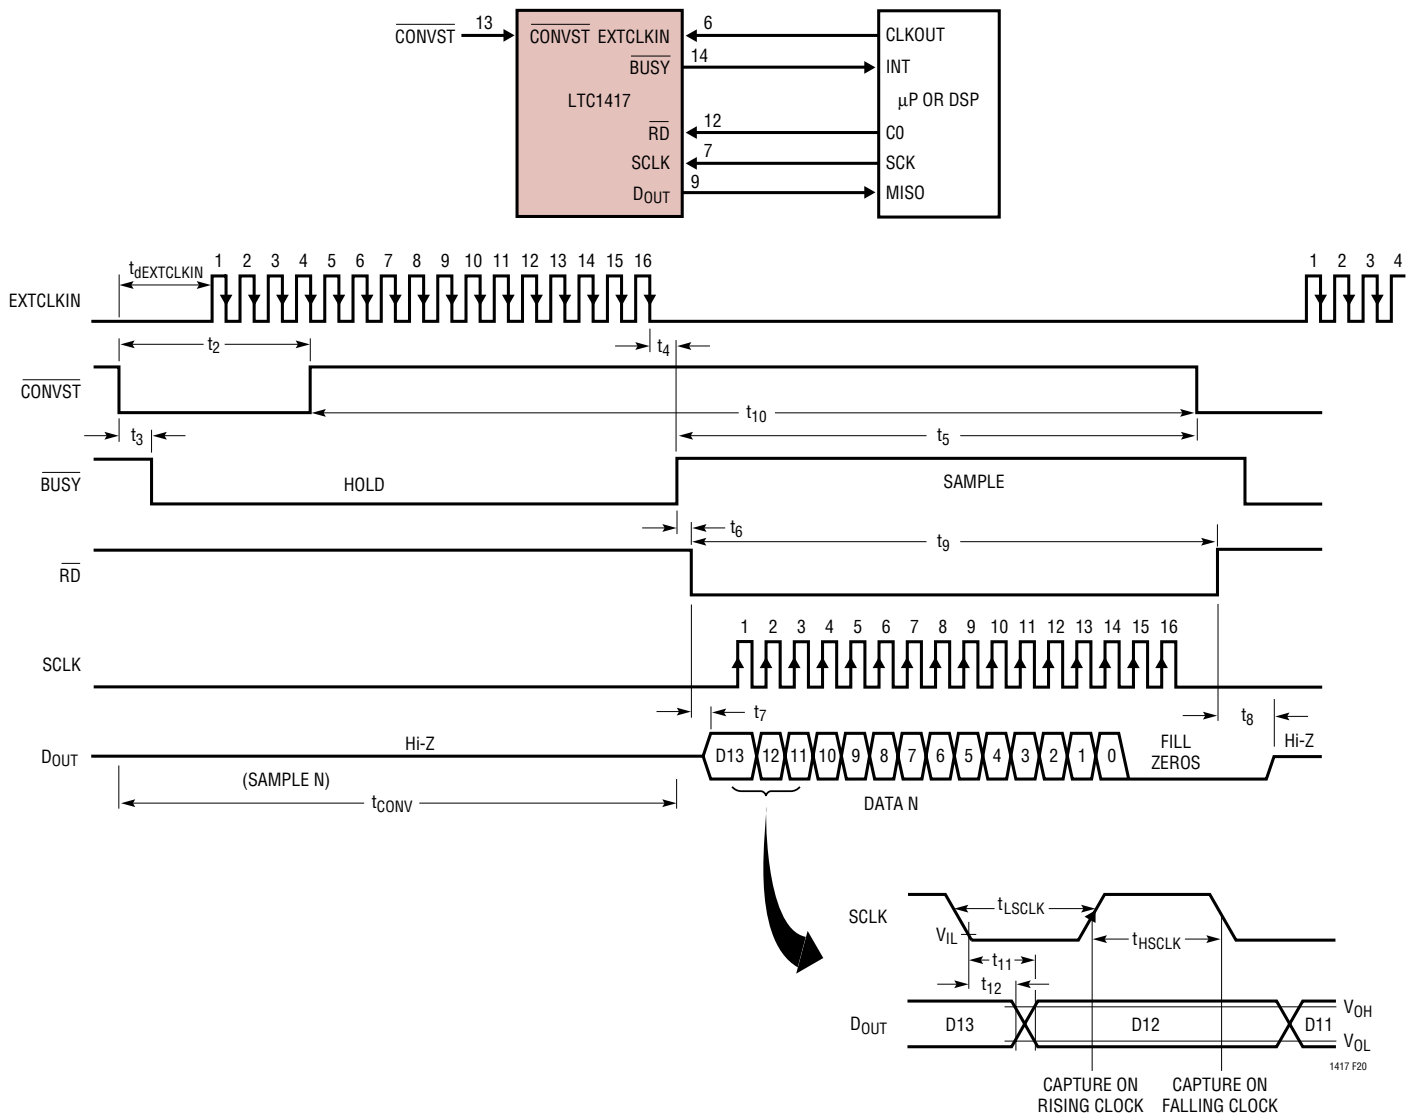 CONVST 13 CONVST EXTCLKIN 6 CLKOUT
BUSY 14 INT
LTC1417 µP OR DSP
RD 12 C0
SCLK 7 SCK
DOUT 9 MISO
tdEXTCLKIN 1 2 3 4 5 6 7 8 9 10 11 12 13 14 15 16 1 2 3 4
EXTCLKIN
t2 t4
CONVST
t10
t3 t5
BUSY HOLD SAMPLE
t6
t9
RD
1 2 3 4 5 6 7 8 9 10 11 12 13 14 15 16
SCLK
t7 t8
DOUT Hi-Z D13 12 11 10 9 8 7 6 5 4 3 2 1 0 FILL ZEROS Hi-Z
(SAMPLE N)
tCONV DATA N
SCLK tLSCLK
VIL tHSCLK
t11
t12
VOH
DOUT D13 D12 D11
VOL
1417 F20
CAPTURE ON CAPTURE ON
RISING CLOCK FALLING CLOCK